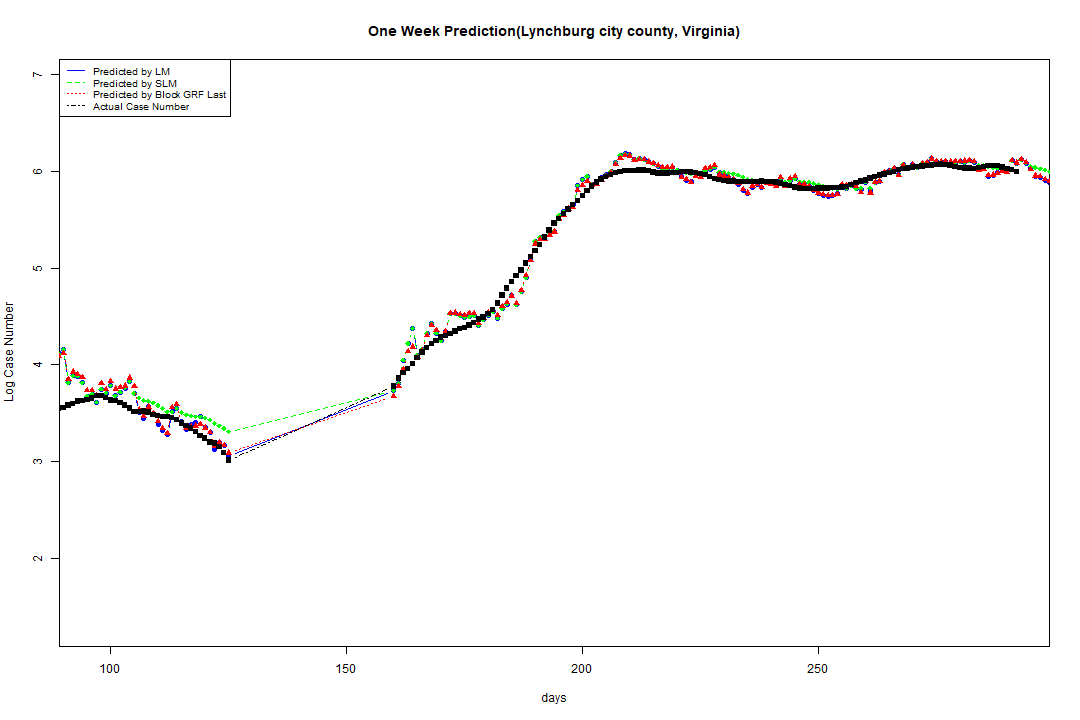 One Week Prediction(Lynchburg city county, Virginia)
Predicted by LM
Predicted by SLM
Predicted by Block GRF Last
Actual Case Number
Log Case Number
7
6
5
4
3
2
100 150 200 250
days